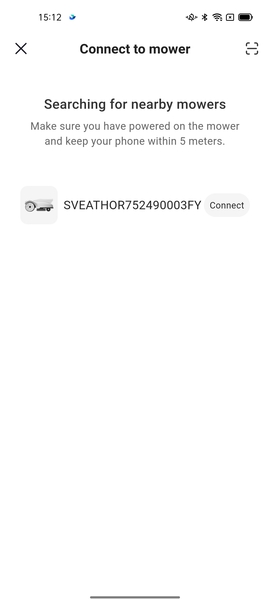 15:12
Connect to mower
Searching for nearby mowers
Make sure you have powered on the mower
and keep your phone within 5 meters.
SVEATHOR752490003FY
Connect